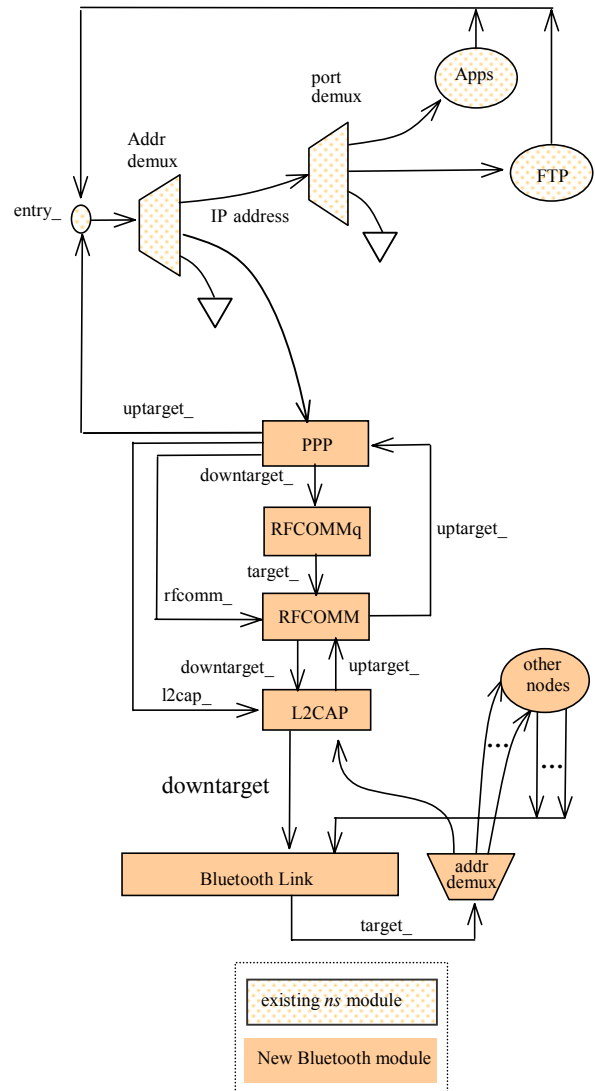 Apps
port
demux
Addr
demux
FTP
entry_
IP address
uptarget_
PPP
downtarget_
RFCOMMq
uptarget_
target_
rfcomm_
RFCOMM
downtarget_
uptarget_
other
nodes
l2cap_
L2CAP
...
...
downtarget
addr
demux
Bluetooth Link
target_
existing ns module
New Bluetooth module